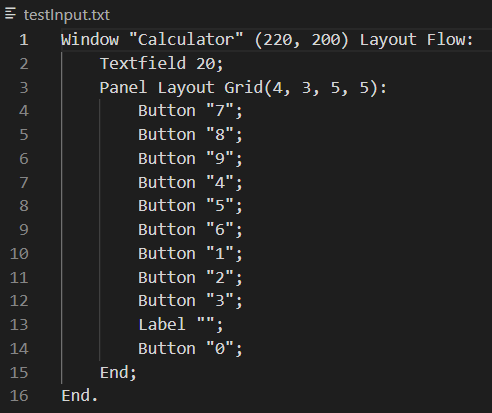 testInput.txt
1 Window "Calculator" (220, 200) Layout Flow:
2     Textfield 20;
3     Panel Layout Grid(4, 3, 5, 5):
4         Button "7";
5         Button "8";
6         Button "9";
7         Button "4";
8         Button "5";
9         Button "6";
10         Button "1";
11         Button "2";
12         Button "3";
13         Label "";
14         Button "0";
15     End;
16 End.